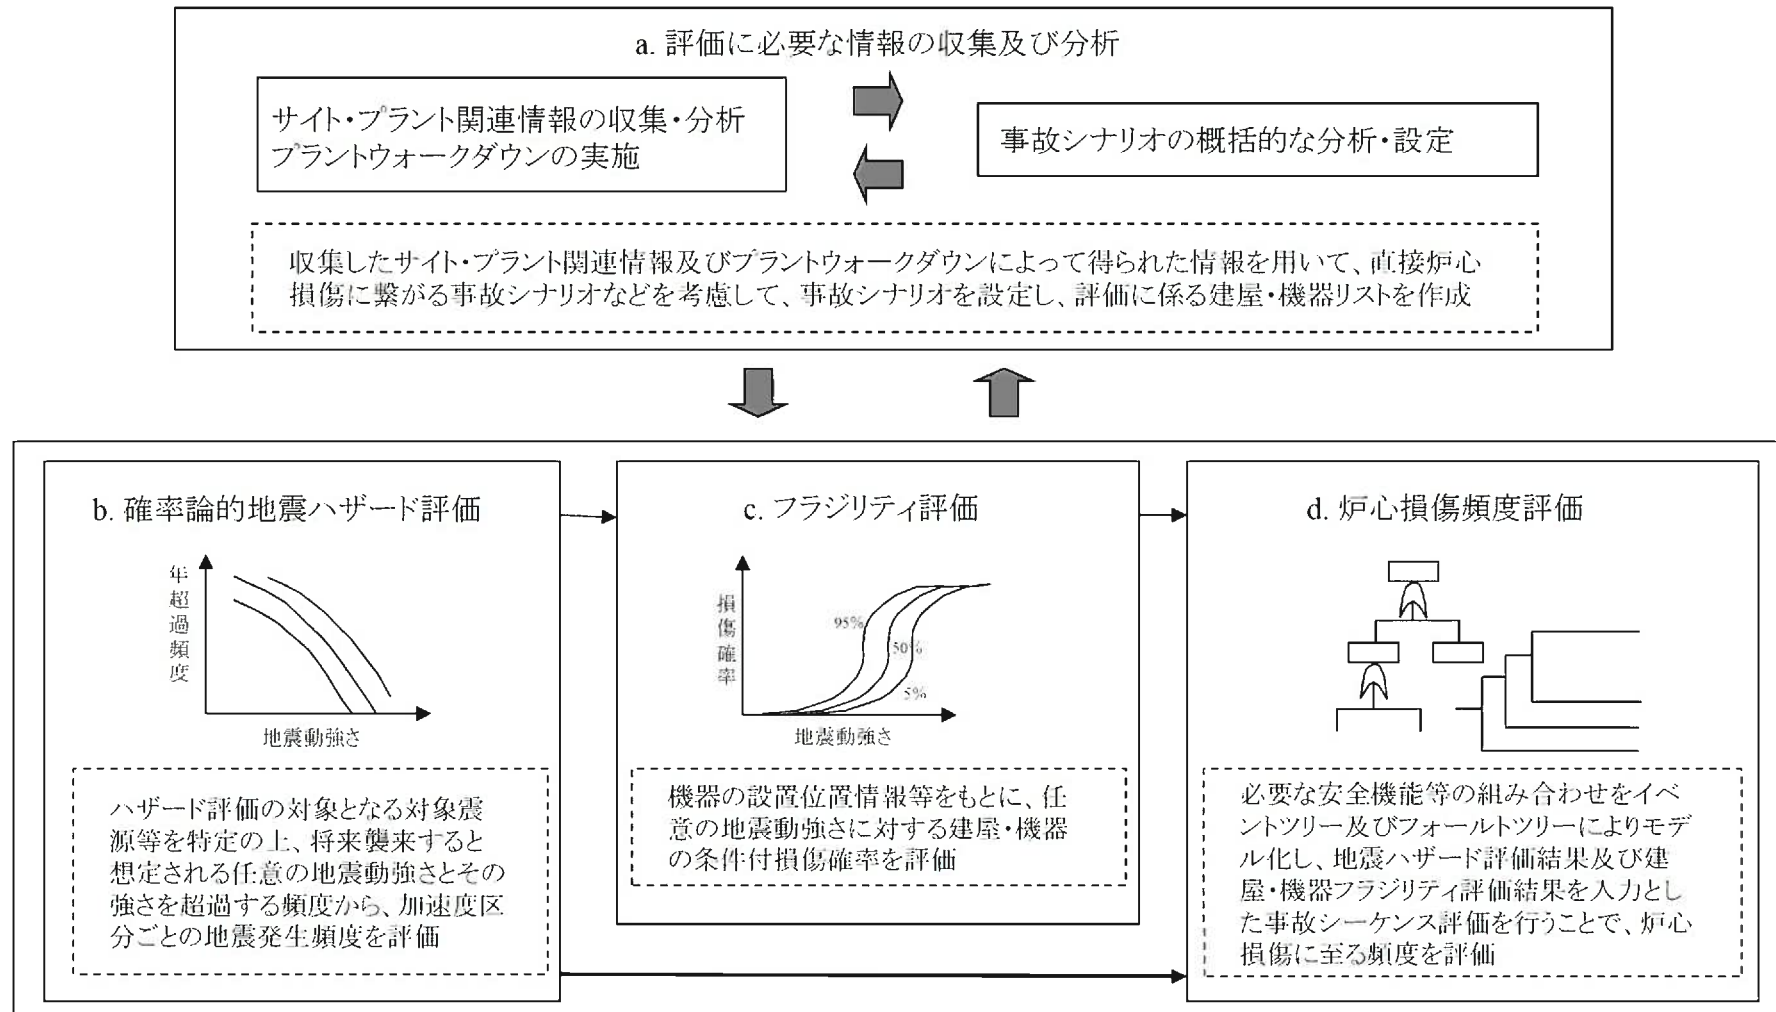 a. 評価に必要な情報の収集及び分析
サイト・プラント関連情報の収集・分析
プラントウォークダウンの実施
事故シナリオの概括的な分析・設定
収集したサイト・プラント関連情報及びプラントウォークダウンによって得られた情報を用いて、直接炉心
損傷に繋がる事故シナリオなどを考慮して、事故シナリオを設定し、評価に係る建屋・機器リストを作成
b. 確率論的地震ハザード評価
年超過頻度
地震動強さ
ハザード評価の対象となる対象震
源等を特定の上、将来襲来すると
想定される任意の地震動強さとその
強さを超過する頻度から、加速度区
分ごとの地震発生頻度を評価
c. フラジリティ評価
損傷確率
95%
50%
5%
地震動強さ
機器の設置位置情報等をもとに、任
意の地震動強さに対する建屋・機器
の条件付損傷確率を評価
d. 炉心損傷頻度評価
必要な安全機能等の組み合わせをイベ
ントツリー及びフォールトツリーによりモデ
ル化し、地震ハザード評価結果及び建
屋・機器フラジリティ評価結果を入力とし
た事故シーケンス評価を行うことで、炉心
損傷に至る頻度を評価